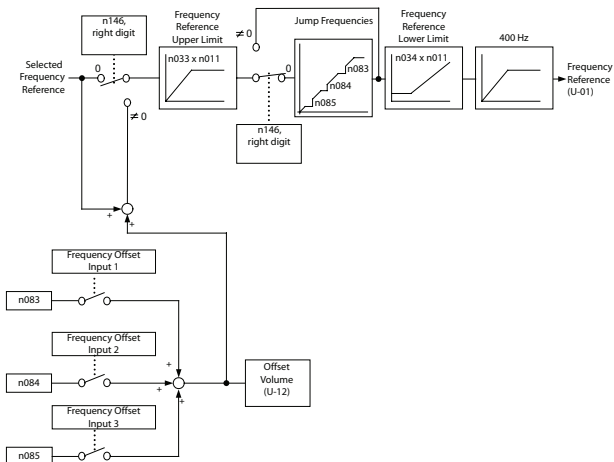 n146,
right digit
Frequency
Reference
Upper Limit
≠ 0
Jump Frequencies
Frequency
Reference
Lower Limit
400 Hz
Selected
Frequency
Reference
0
n033 x n011
0
n083
n084
n085
n034 x n011
Frequency
Reference
(U-01)
≠ 0
n146,
right digit
+
+
Frequency Offset
Input 1
n083
Frequency Offset
Input 2
+
n084
+
Offset
Volume
(U-12)
Frequency Offset
Input 3
+
n085